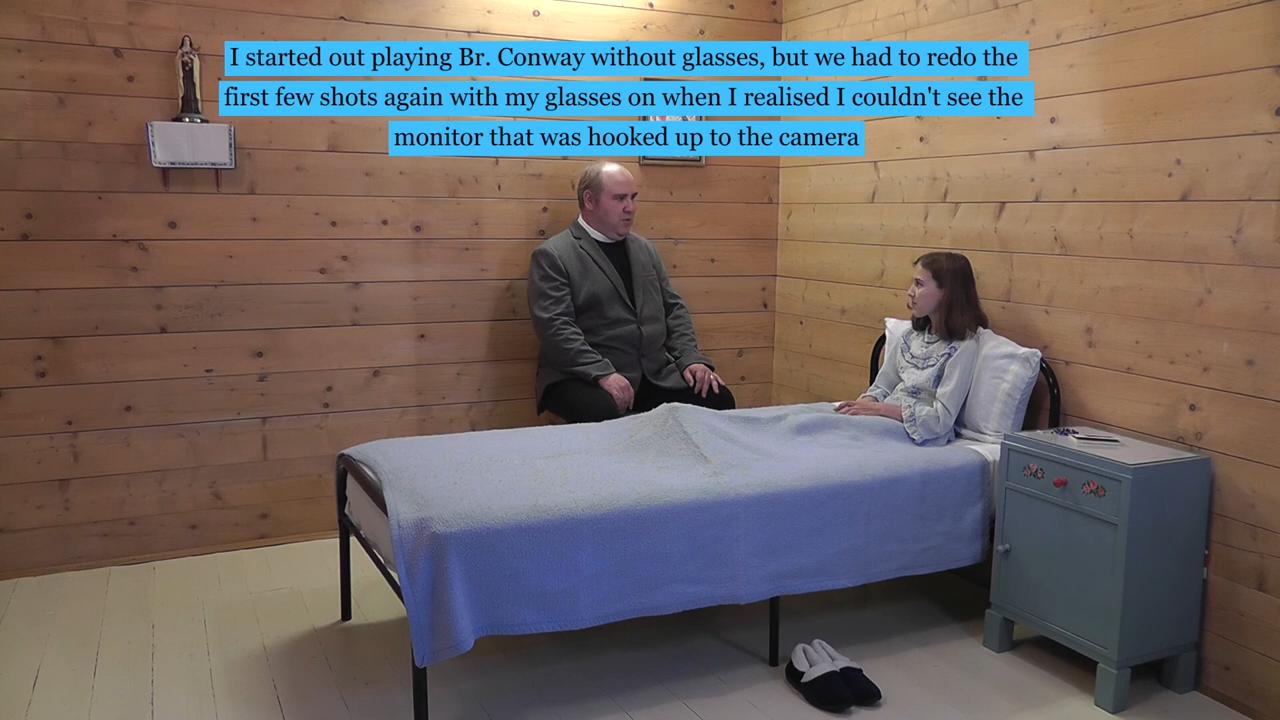 I started out playing Br. Conway without glasses, but we had to redo the
first few shots again with my glasses on when I realised I couldn't see the
monitor that was hooked up to the camera